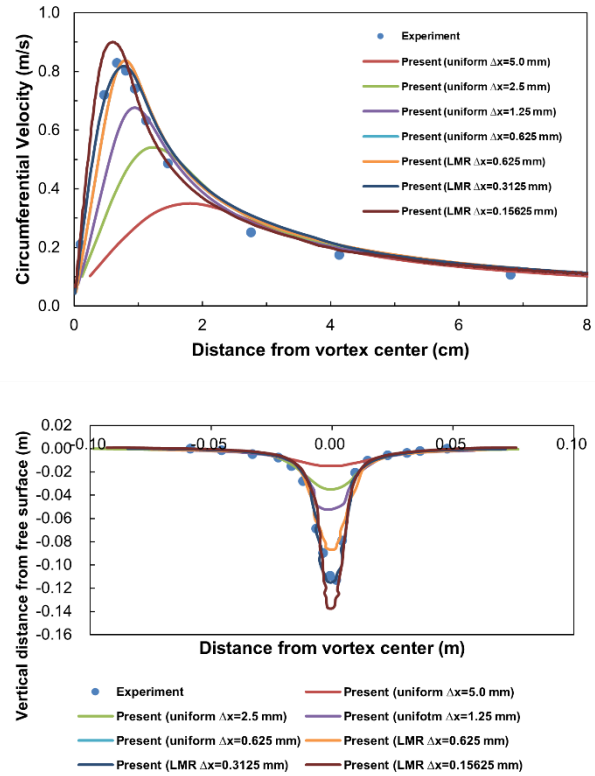 Circumferential Velocity (m/s)
1.0
0.8
0.6
0.4
0.2
0.0
0
2
4
6
8
Distance from vortex center (cm)
Experiment
Present (uniform Δx=5.0 mm)
Present (uniform Δx=2.5 mm)
Present (uniform Δx=1.25 mm)
Present (uniform Δx=0.625 mm)
Present (LMR Δx=0.625 mm)
Present (LMR Δx=0.3125 mm)
Present (LMR Δx=0.15625 mm)
Vertical distance from free surface (m)
0.02
0.00
-0.02
-0.04
-0.06
-0.08
-0.10
-0.12
-0.14
-0.16
-0.10
-0.05
0.00
0.05
0.10
Distance from vortex center (m)
Experiment
Present (uniform Δx=5.0 mm)
Present (uniform Δx=2.5 mm)
Present (unifotm Δx=1.25 mm)
Present (uniform Δx=0.625 mm)
Present (LMR Δx=0.625 mm)
Present (LMR Δx=0.3125 mm)
Present (LMR Δx=0.15625 mm)